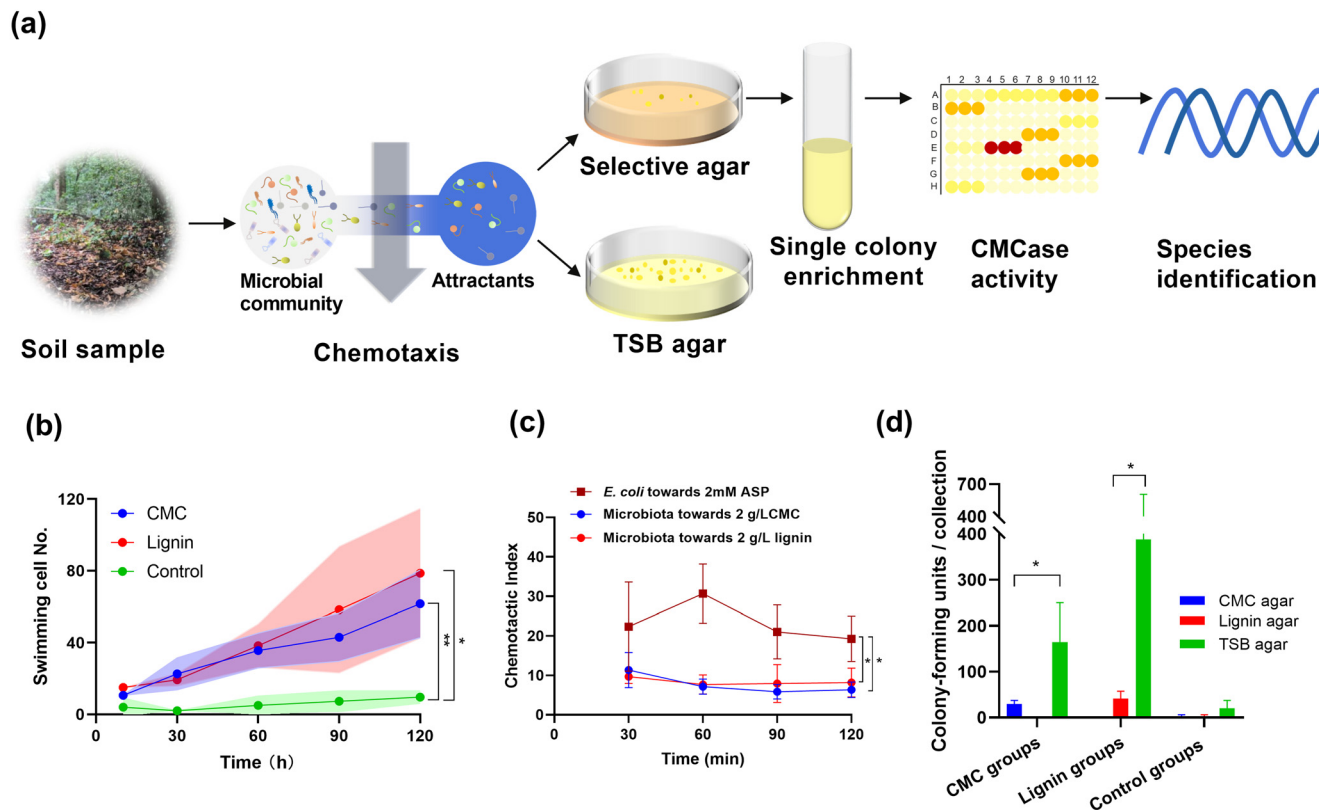 (a)
Soil sample
Microbial
community
Attractants
Chemotaxis
Selective agar
TSB agar
Single colony
enrichment
1 2 3 4 5 6 7 8 9 10 11 12
A
B
C
D
E
F
G
H
CMCase
activity
Species
identification
(b)
Swimming cell No.
120
80
40
0
CMC
Lignin
Control
**
*
0 30 60 90 120
Time (h)
(c)
E. coli towards 2mM ASP
Microbiota towards 2 g/LCMC
Microbiota towards 2 g/L lignin
Chemotactic Index
40
30
20
10
0
* *
0 30 60 90 120
Time (min)
(d)
Colony-forming units / collection
700
400
400
300
200
100
0
*
*
CMC agar
Lignin agar
TSB agar
CMC groups
Lignin groups
Control groups